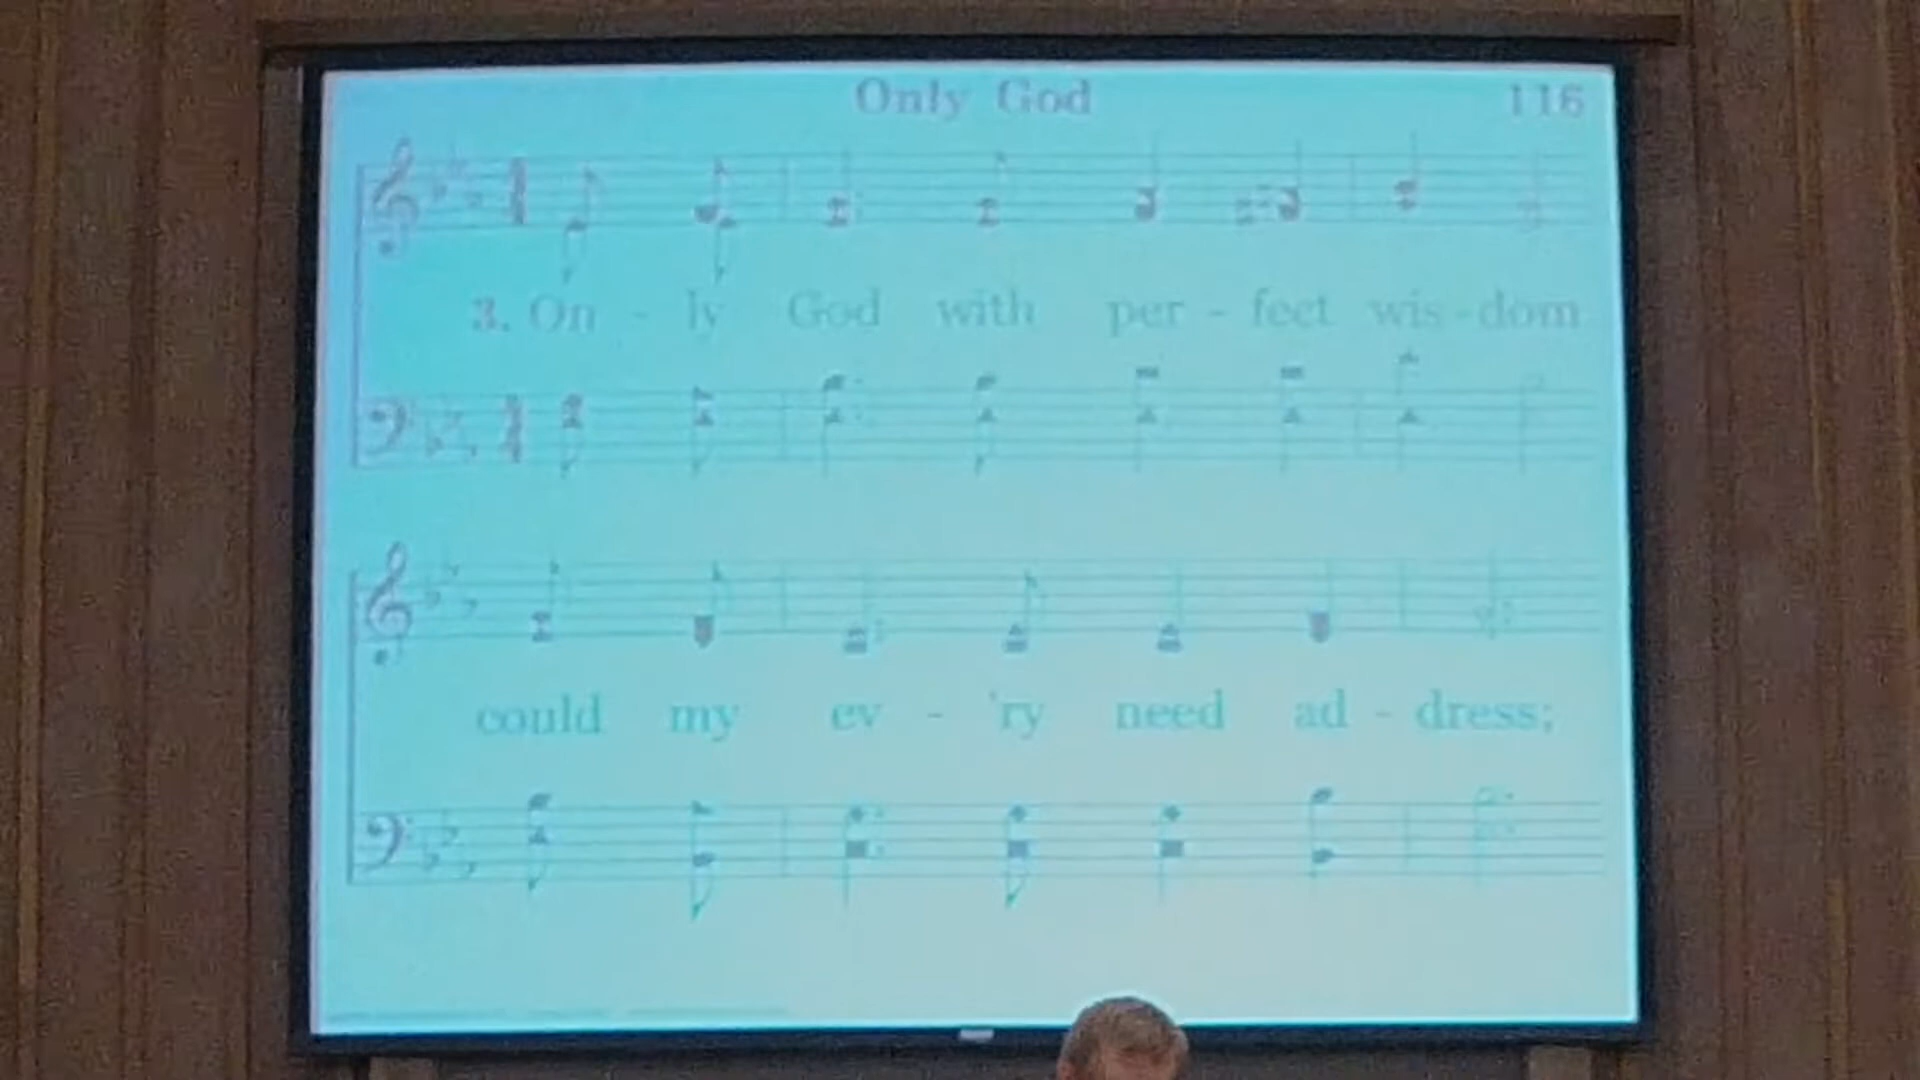 Only God 116
3. On - ly God with per - fect wis - dom
could my ev - 'ry need ad - dress;